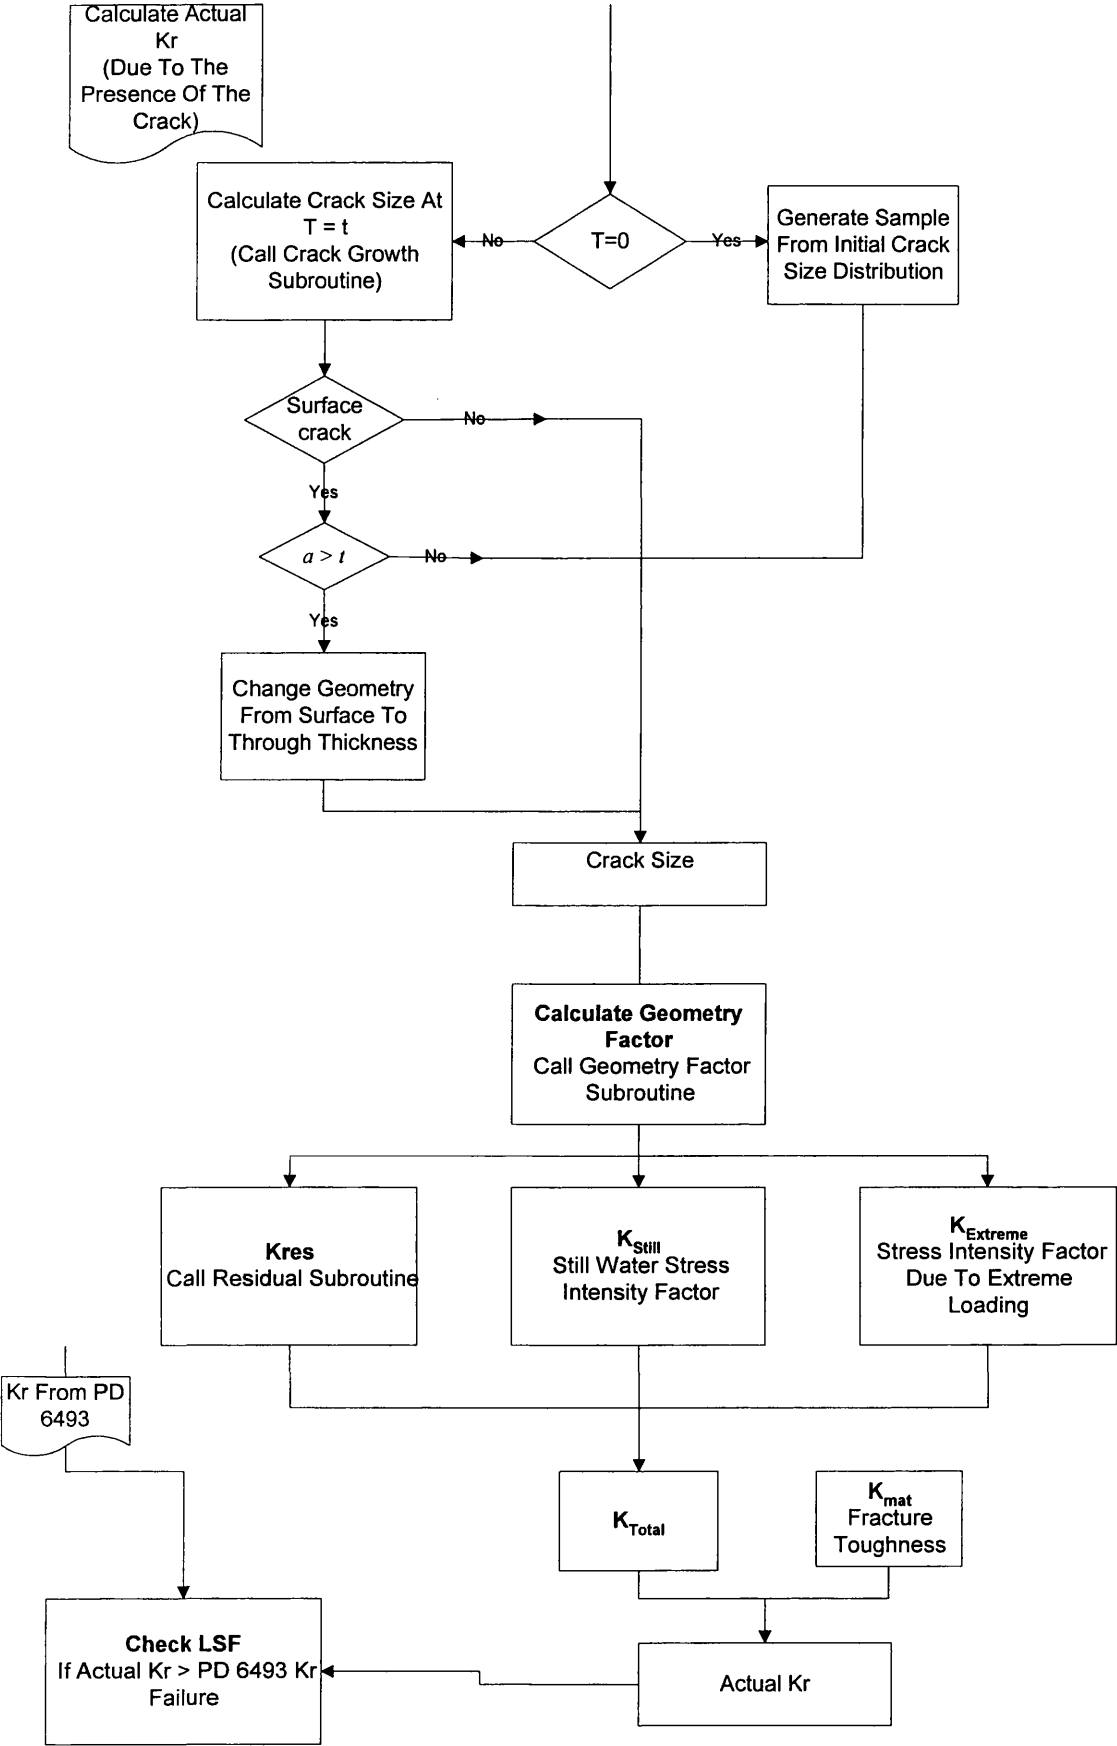 Calculate Actual
Kr
(Due To The
Presence Of The
Crack)
Calculate Crack Size At
T = t
(Call Crack Growth
Subroutine)
No
T=0
Yes
Generate Sample
From Initial Crack
Size Distribution
Surface
crack
No
Yes
a > t
No
Yes
Change Geometry
From Surface To
Through Thickness
Crack Size
Calculate Geometry
Factor
Call Geometry Factor
Subroutine
Kres
Call Residual Subroutine
KStill
Still Water Stress
Intensity Factor
KExtreme
Stress Intensity Factor
Due To Extreme
Loading
Kr From PD
6493
KTotal
Kmat
Fracture
Toughness
Check LSF
If Actual Kr > PD 6493 Kr
Failure
Actual Kr